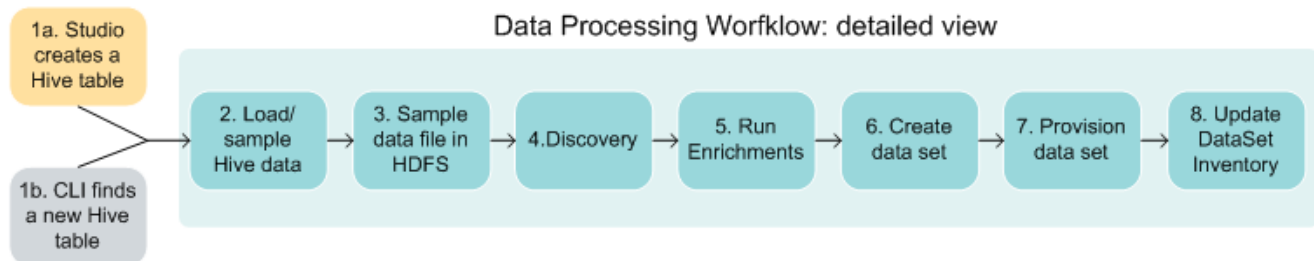 Data Processing Worfklow: detailed view
1a. Studio
creates a
Hive table
1b. CLI finds
a new Hive
table
2. Load/
sample
Hive data
3. Sample
data file in
HDFS
4.Discovery
5. Run
Enrichments
6. Create
data set
7. Provision
data set
8. Update
DataSet
Inventory